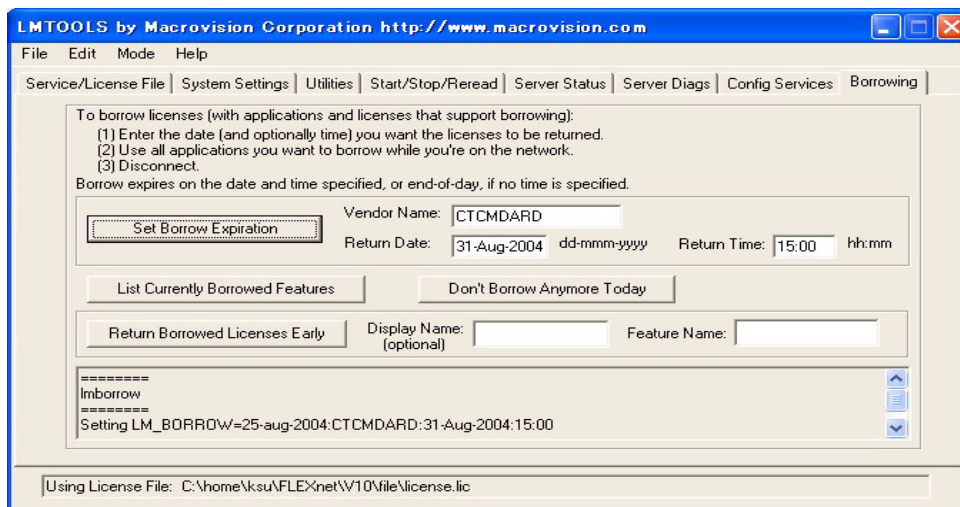 LMTOOLS by Macrovision Corporation http://www.macrovision.com
File Edit Mode Help
Service/License File System Settings Utilities Start/Stop/Reread Server Status Server Diags Config Services Borrowing
To borrow licenses (with applications and licenses that support borrowing):
(1) Enter the date (and optionally time) you want the licenses to be returned.
(2) Use all applications you want to borrow while you're on the network.
(3) Disconnect.
Borrow expires on the date and time specified, or end-of-day, if no time is specified.
Set Borrow Expiration
Vendor Name: CTCMDARD
Return Date: 31-Aug-2004 dd-mmm-yyyy Return Time: 15:00 hh:mm
List Currently Borrowed Features Don't Borrow Anymore Today
Return Borrowed Licenses Early Display Name: Feature Name:
(optional)
========
lmborrow
========
Setting LM_BORROW=25-aug-2004:CTCMDARD:31-Aug-2004:15:00
Using License File: C:\home\ksu\FLEXnet\V10\file\license.lic